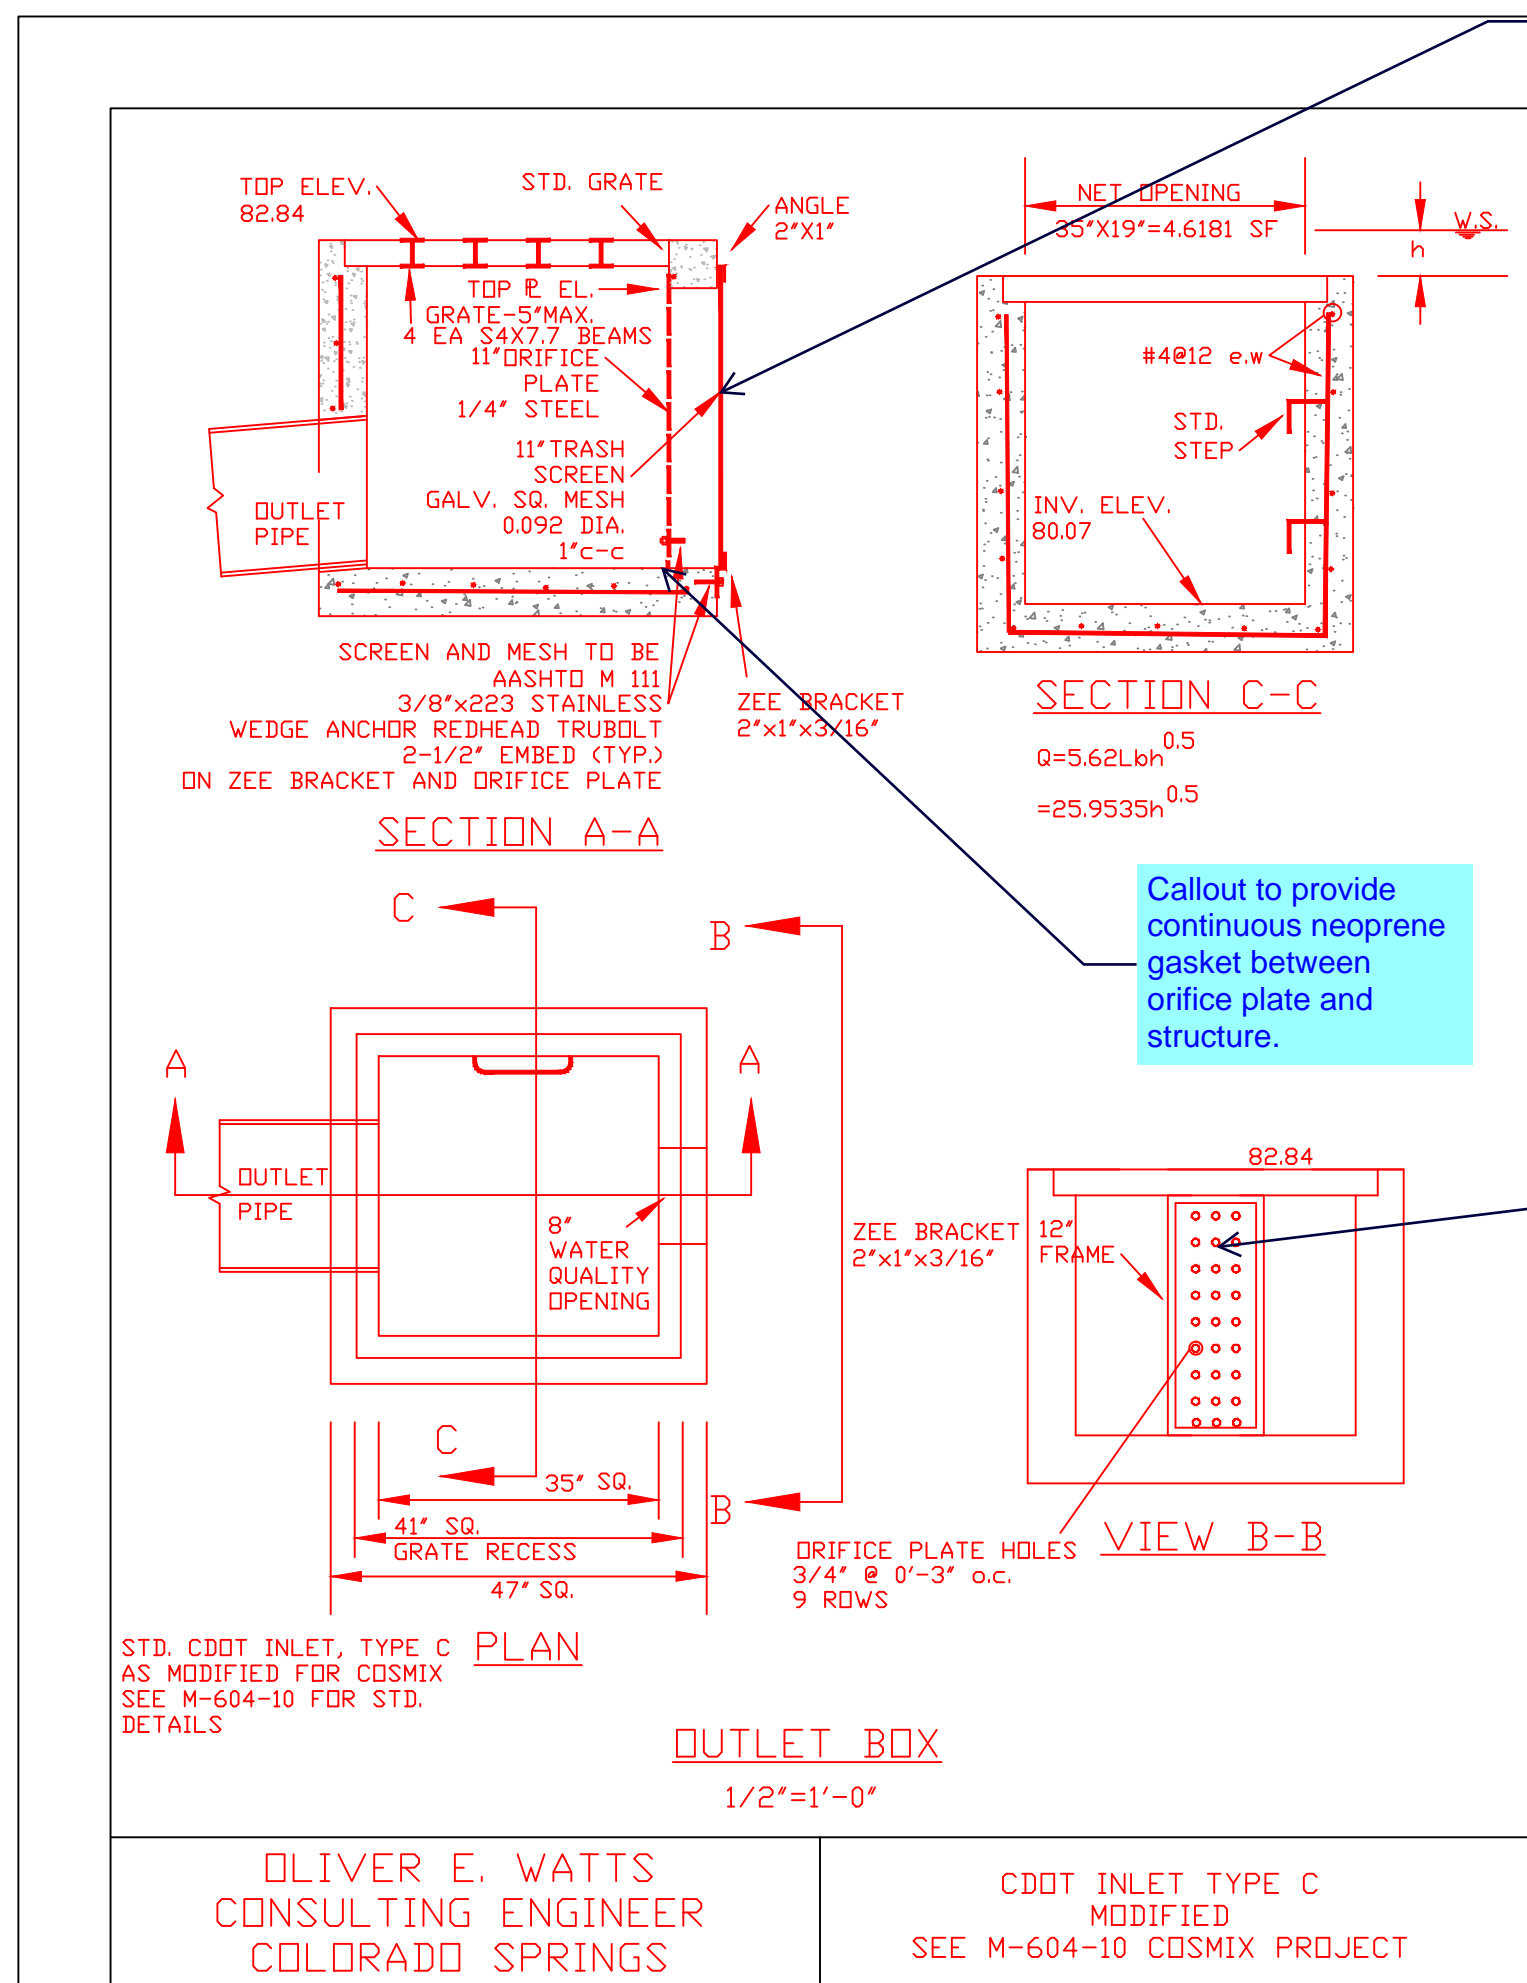 TOP ELEV.
82.84
STD. GRATE
ANGLE
2"X1"
TOP PL EL.
GRATE-5"MAX.
4 EA S4X7.7 BEAMS
11"ORIFICE
PLATE
1/4" STEEL
11"TRASH
SCREEN
GALV. SQ. MESH
0.092 DIA.
1"c-c
OUTLET
PIPE
SCREEN AND MESH TO BE
AASHTO M 111
3/8"x223 STAINLESS
WEDGE ANCHOR REDHEAD TRUBOLT
2-1/2" EMBED (TYP.)
ON ZEE BRACKET AND ORIFICE PLATE
ZEE BRACKET
2"x1"x3/16"
SECTION A-A
NET OPENING
35"X19"=4.6181 SF
W.S.
h
#4@12 e.w
STD.
STEP
INV. ELEV.
80.07
SECTION C-C
Q=5.62Lbh^0.5
=25.9535h^0.5
Callout to provide
continuous neoprene
gasket between
orifice plate and
structure.
C
B
A
A
OUTLET
PIPE
8"
WATER
QUALITY
OPENING
C
B
35" SQ.
41" SQ.
GRATE RECESS
47" SQ.
PLAN
STD. CDOT INLET, TYPE C
AS MODIFIED FOR COSMIX
SEE M-604-10 FOR STD.
DETAILS
82.84
ZEE BRACKET
2"x1"x3/16"
12"
FRAME
ORIFICE PLATE HOLES
3/4" @ 0'-3" o.c.
9 ROWS
VIEW B-B
OUTLET BOX
1/2"=1'-0"
OLIVER E. WATTS
CONSULTING ENGINEER
COLORADO SPRINGS
CDOT INLET TYPE C
MODIFIED
SEE M-604-10 COSMIX PROJECT